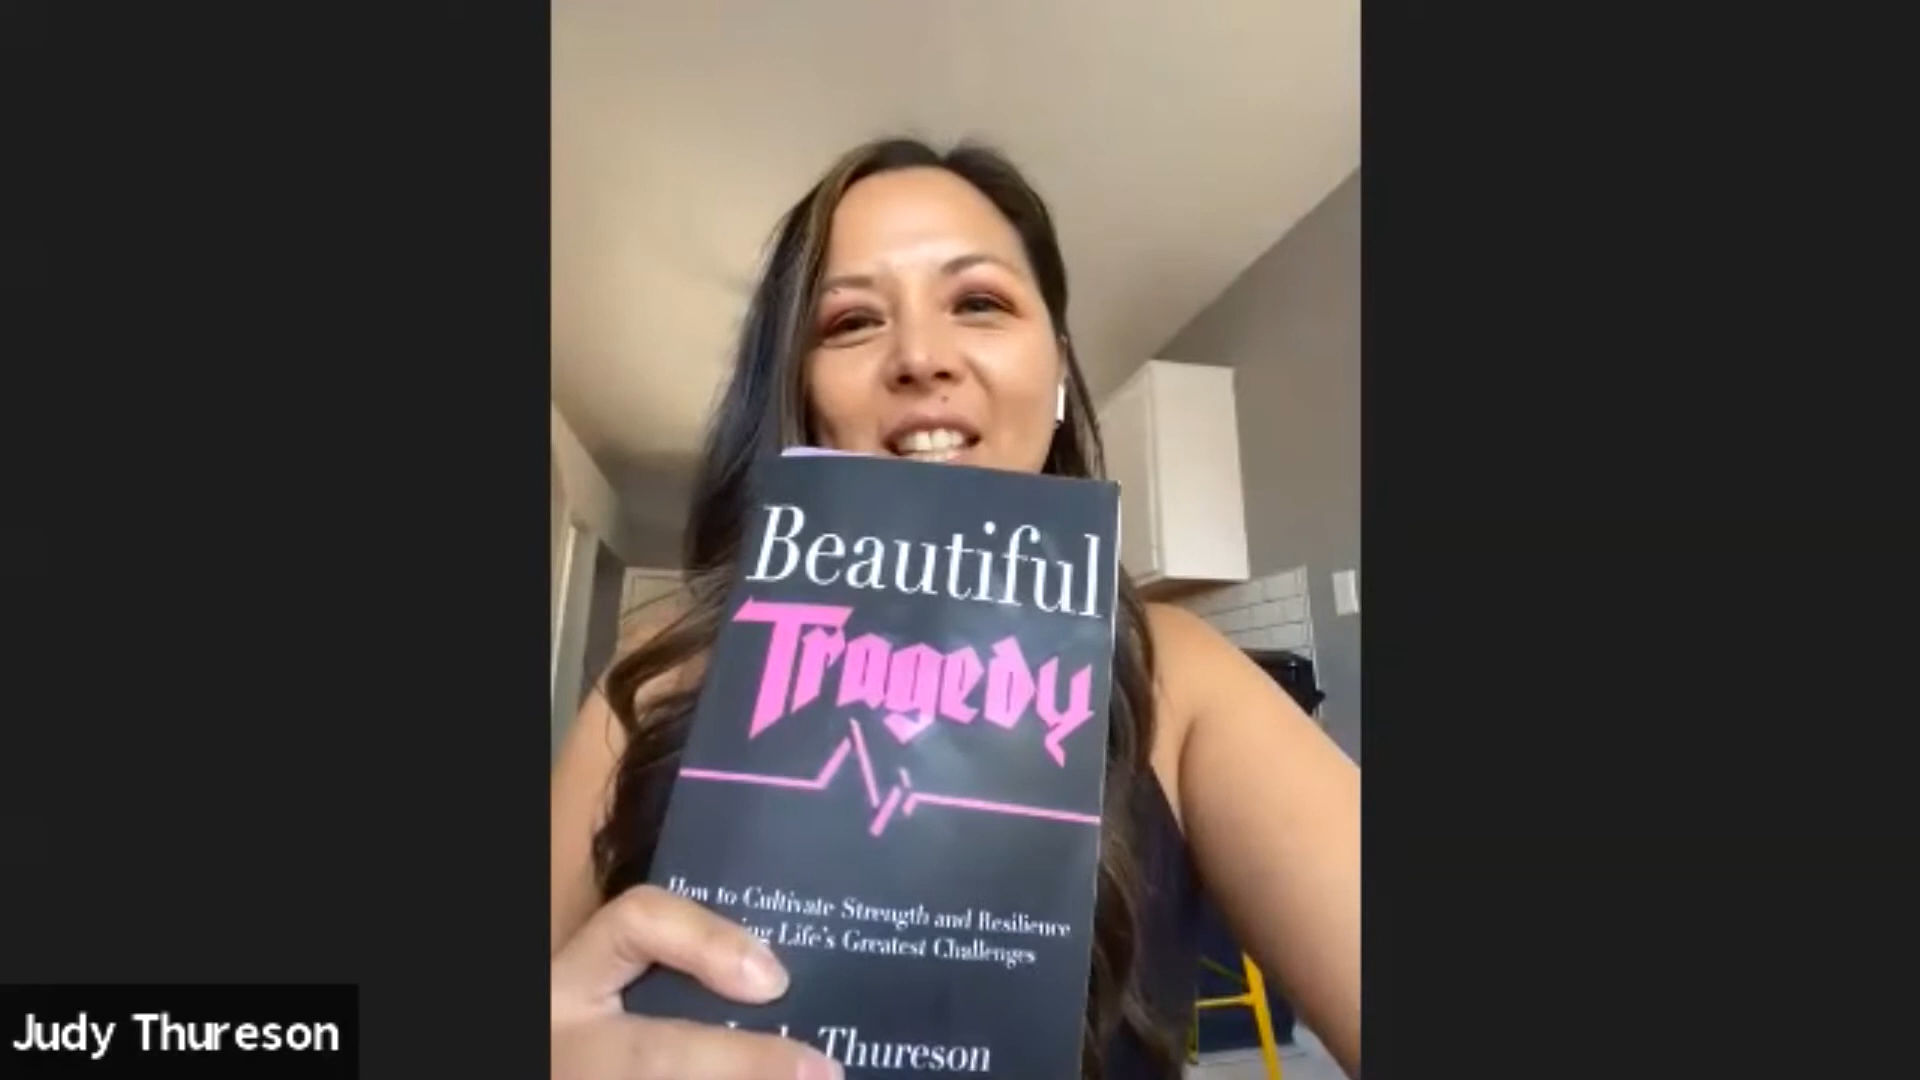 Beautiful
Tragedy
How to Cultivate Strength and Resilience
Life's Greatest Challenges
Thureson
Judy Thureson